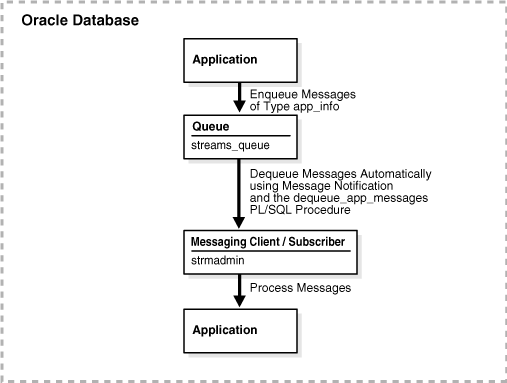 Oracle Database
Application
Enqueue Messages
of Type app_info
Queue
streams_queue
Dequeue Messages Automatically
using Message Notification
and the dequeue_app_messages
PL/SQL Procedure
Messaging Client / Subscriber
strmadmin
Process Messages
Application